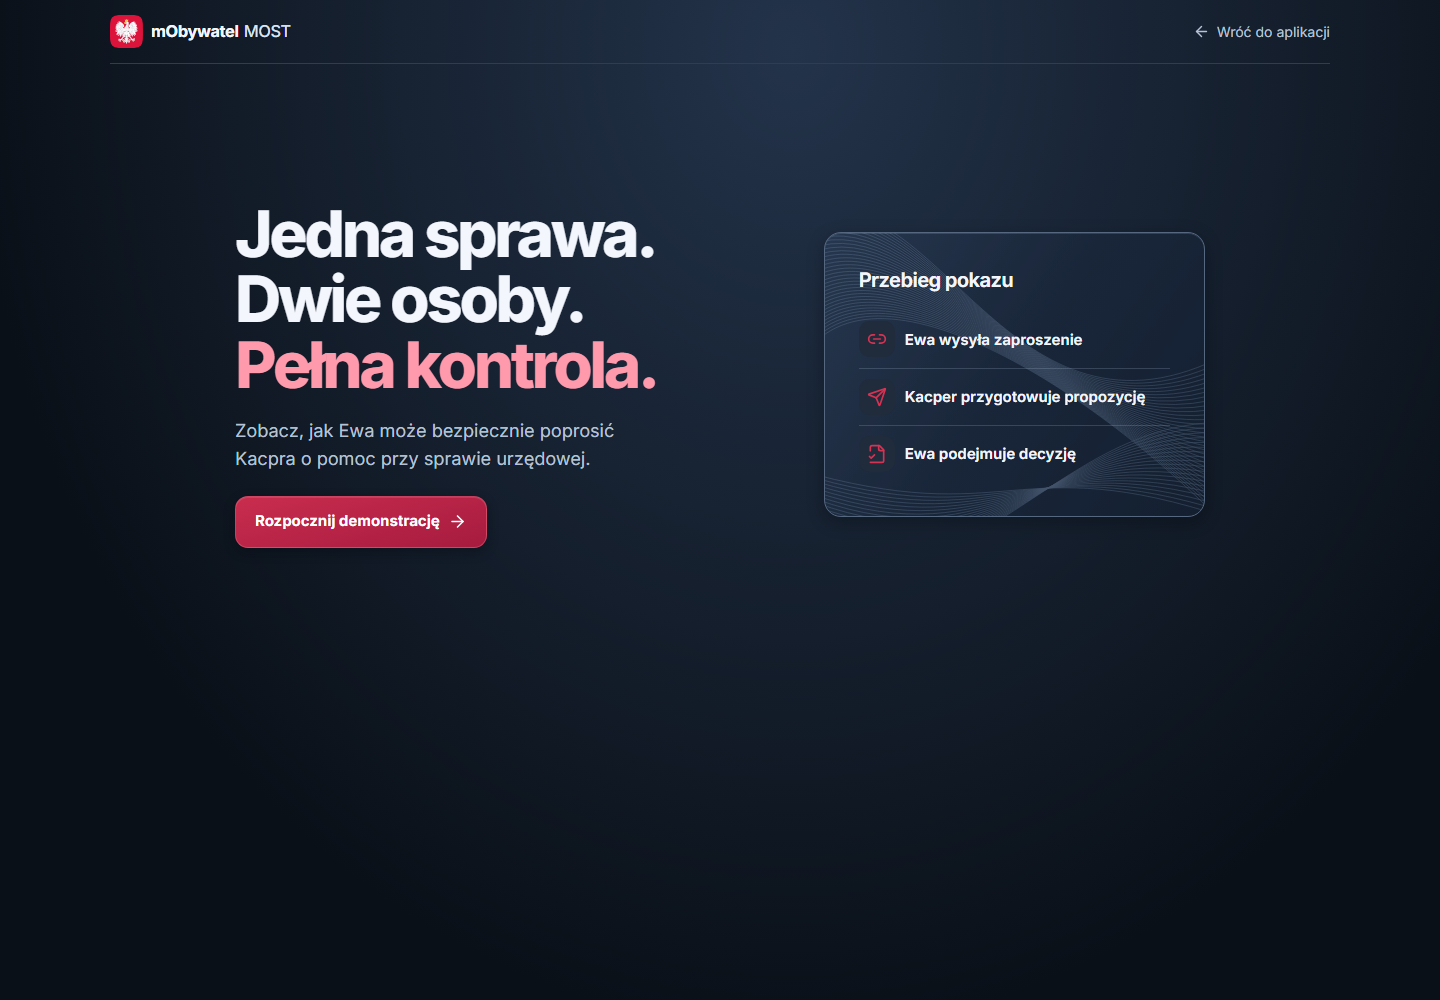 mObywatel MOST
Wróć do aplikacji
Jedna sprawa.
Dwie osoby.
Pełna kontrola.
Zobacz, jak Ewa może bezpiecznie poprosić
Kacpra o pomoc przy sprawie urzędowej.
Rozpocznij demonstrację
Przebieg pokazu
Ewa wysyła zaproszenie
Kacper przygotowuje propozycję
Ewa podejmuje decyzję